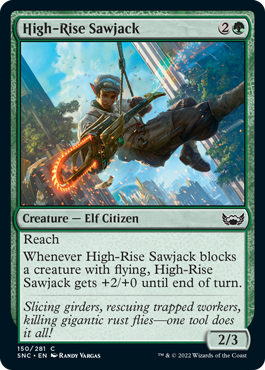 High-Rise Sawjack 2
Creature — Elf Citizen
Reach
Whenever High-Rise Sawjack blocks
a creature with flying, High-Rise
Sawjack gets +2/+0 until end of turn.
Slicing girders, rescuing trapped workers,
killing gigantic rust flies—one tool does
it all!
2/3
150/281 C
SNC • EN RANDY VARGAS
™ & © 2022 Wizards of the Coast